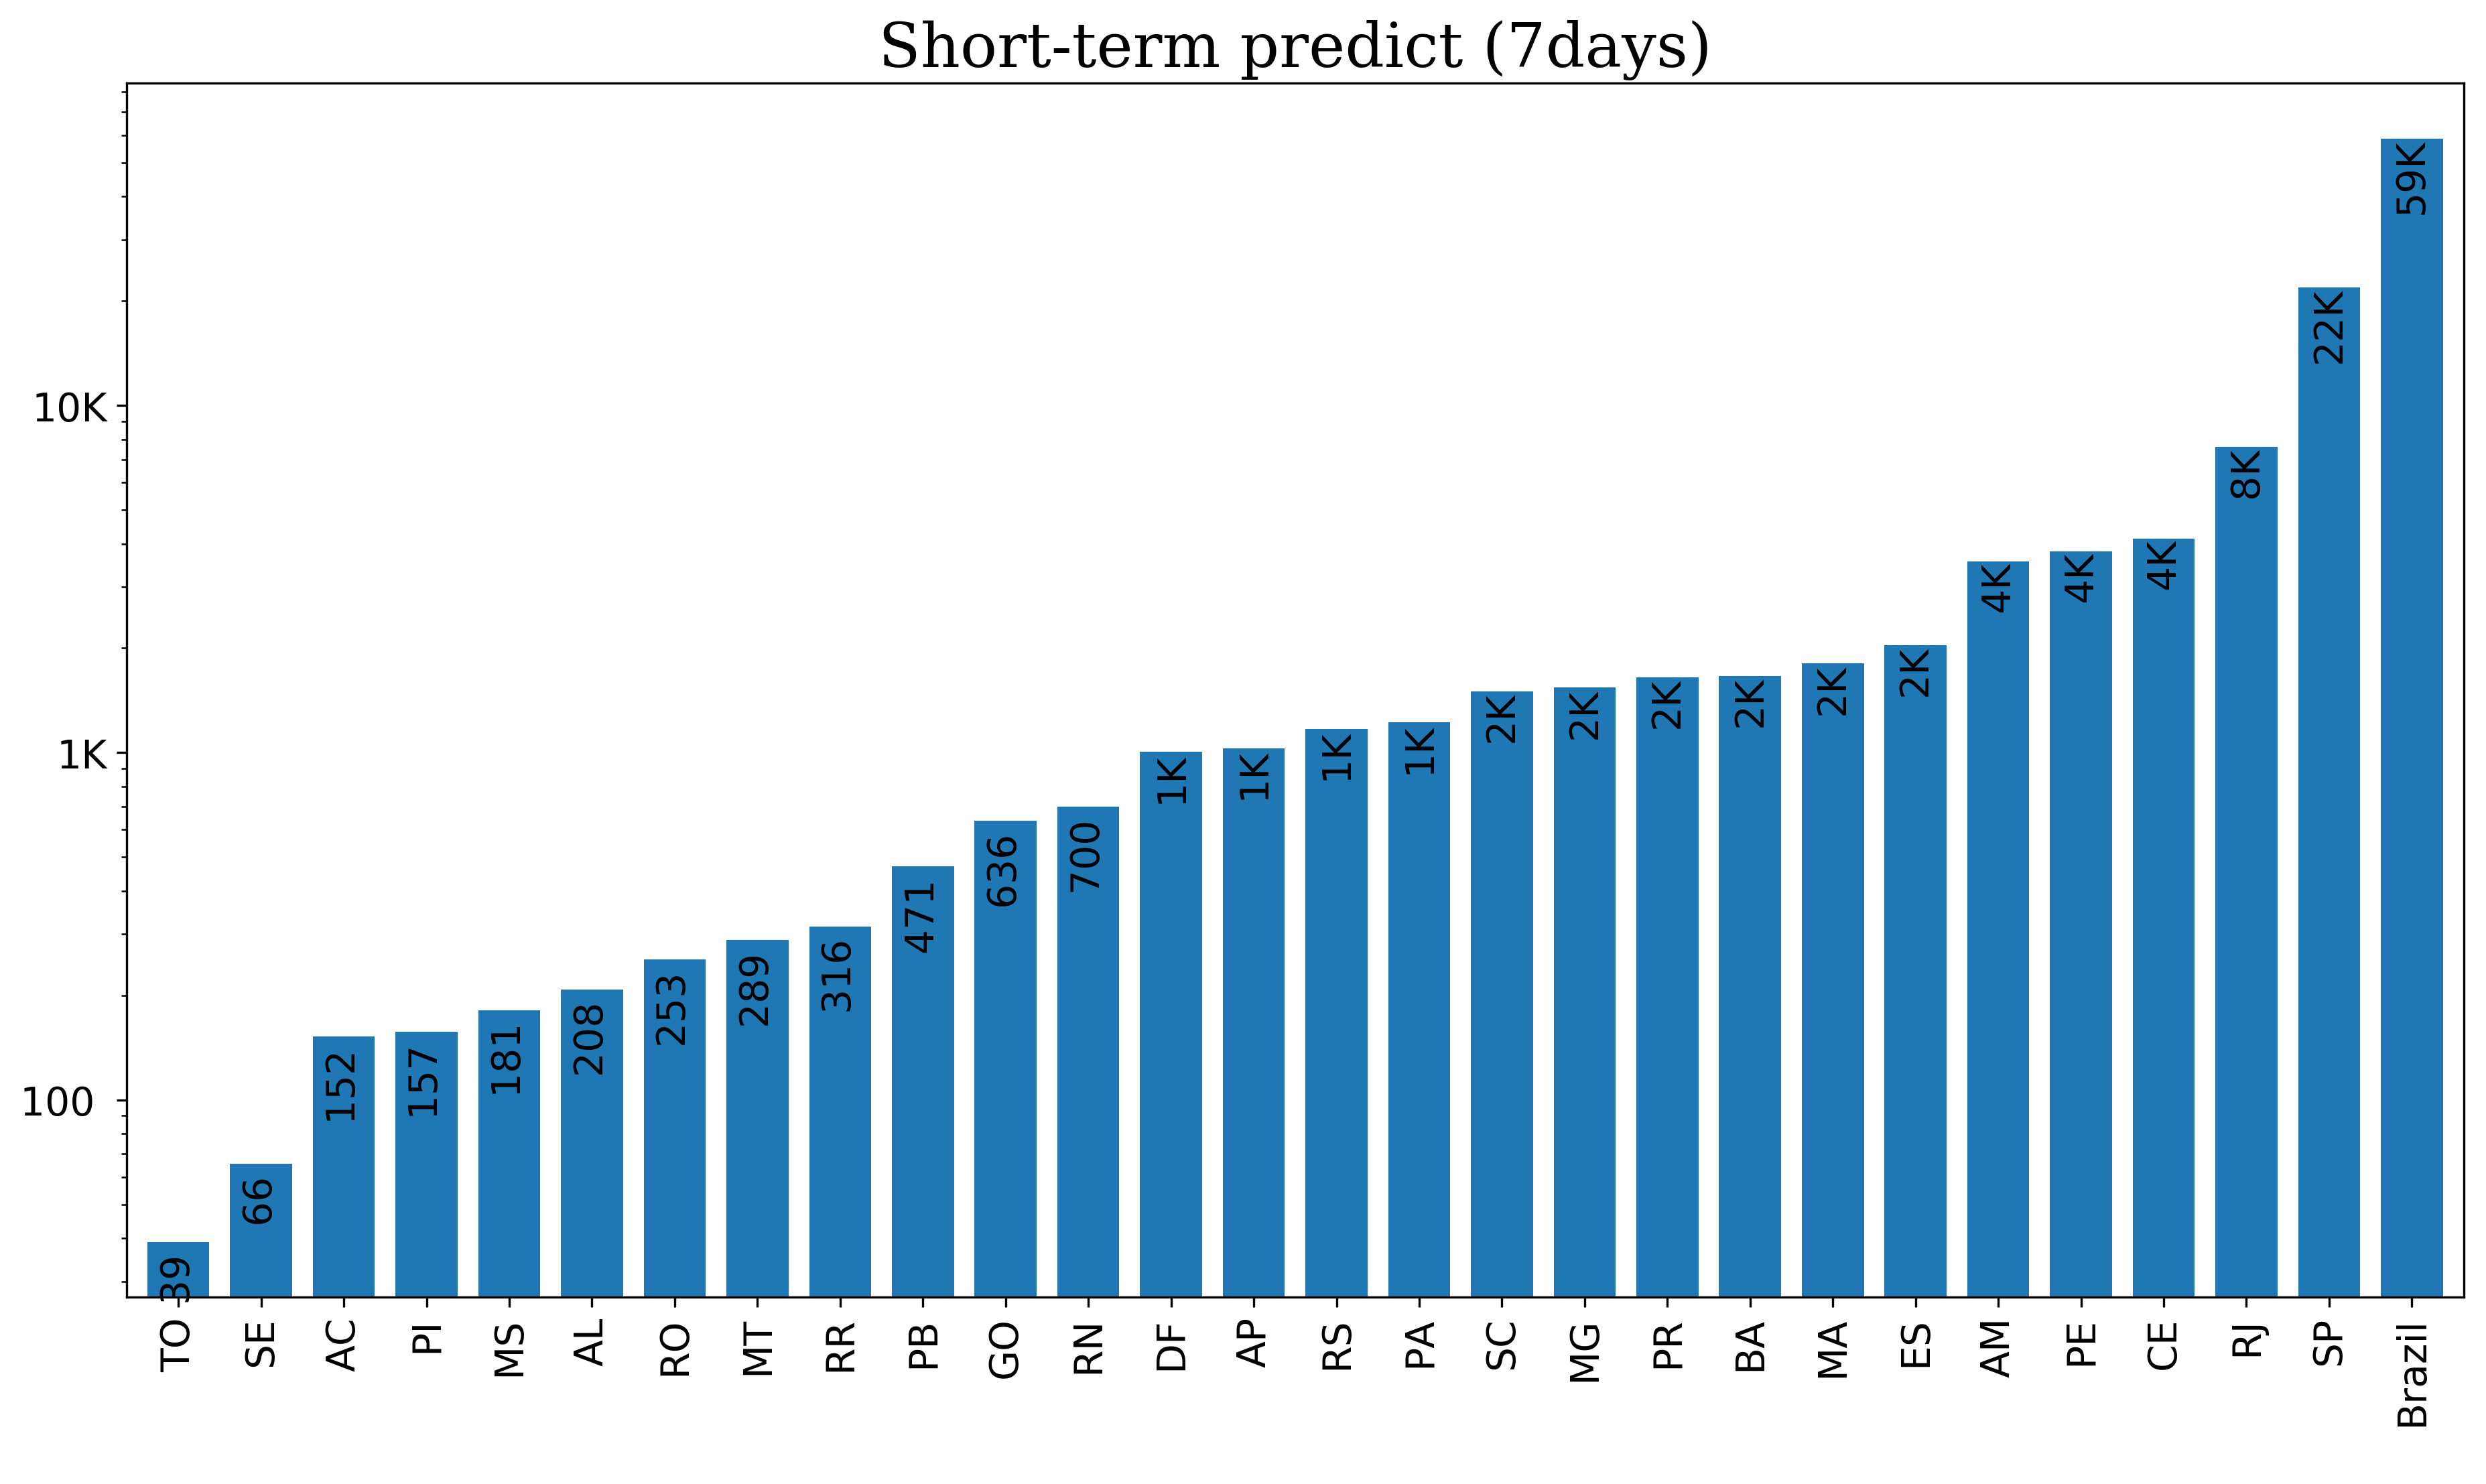 Short-term predict (7days)
10K
1K
100
39
66
152
157
181
208
253
289
316
471
636
700
1K
1K
1K
1K
2K
2K
2K
2K
2K
2K
4K
4K
4K
8K
22K
59K
TO
SE
AC
PI
MS
AL
RO
MT
RR
PB
GO
RN
DF
AP
RS
PA
SC
MG
PR
BA
MA
ES
AM
PE
CE
RJ
SP
Brazil